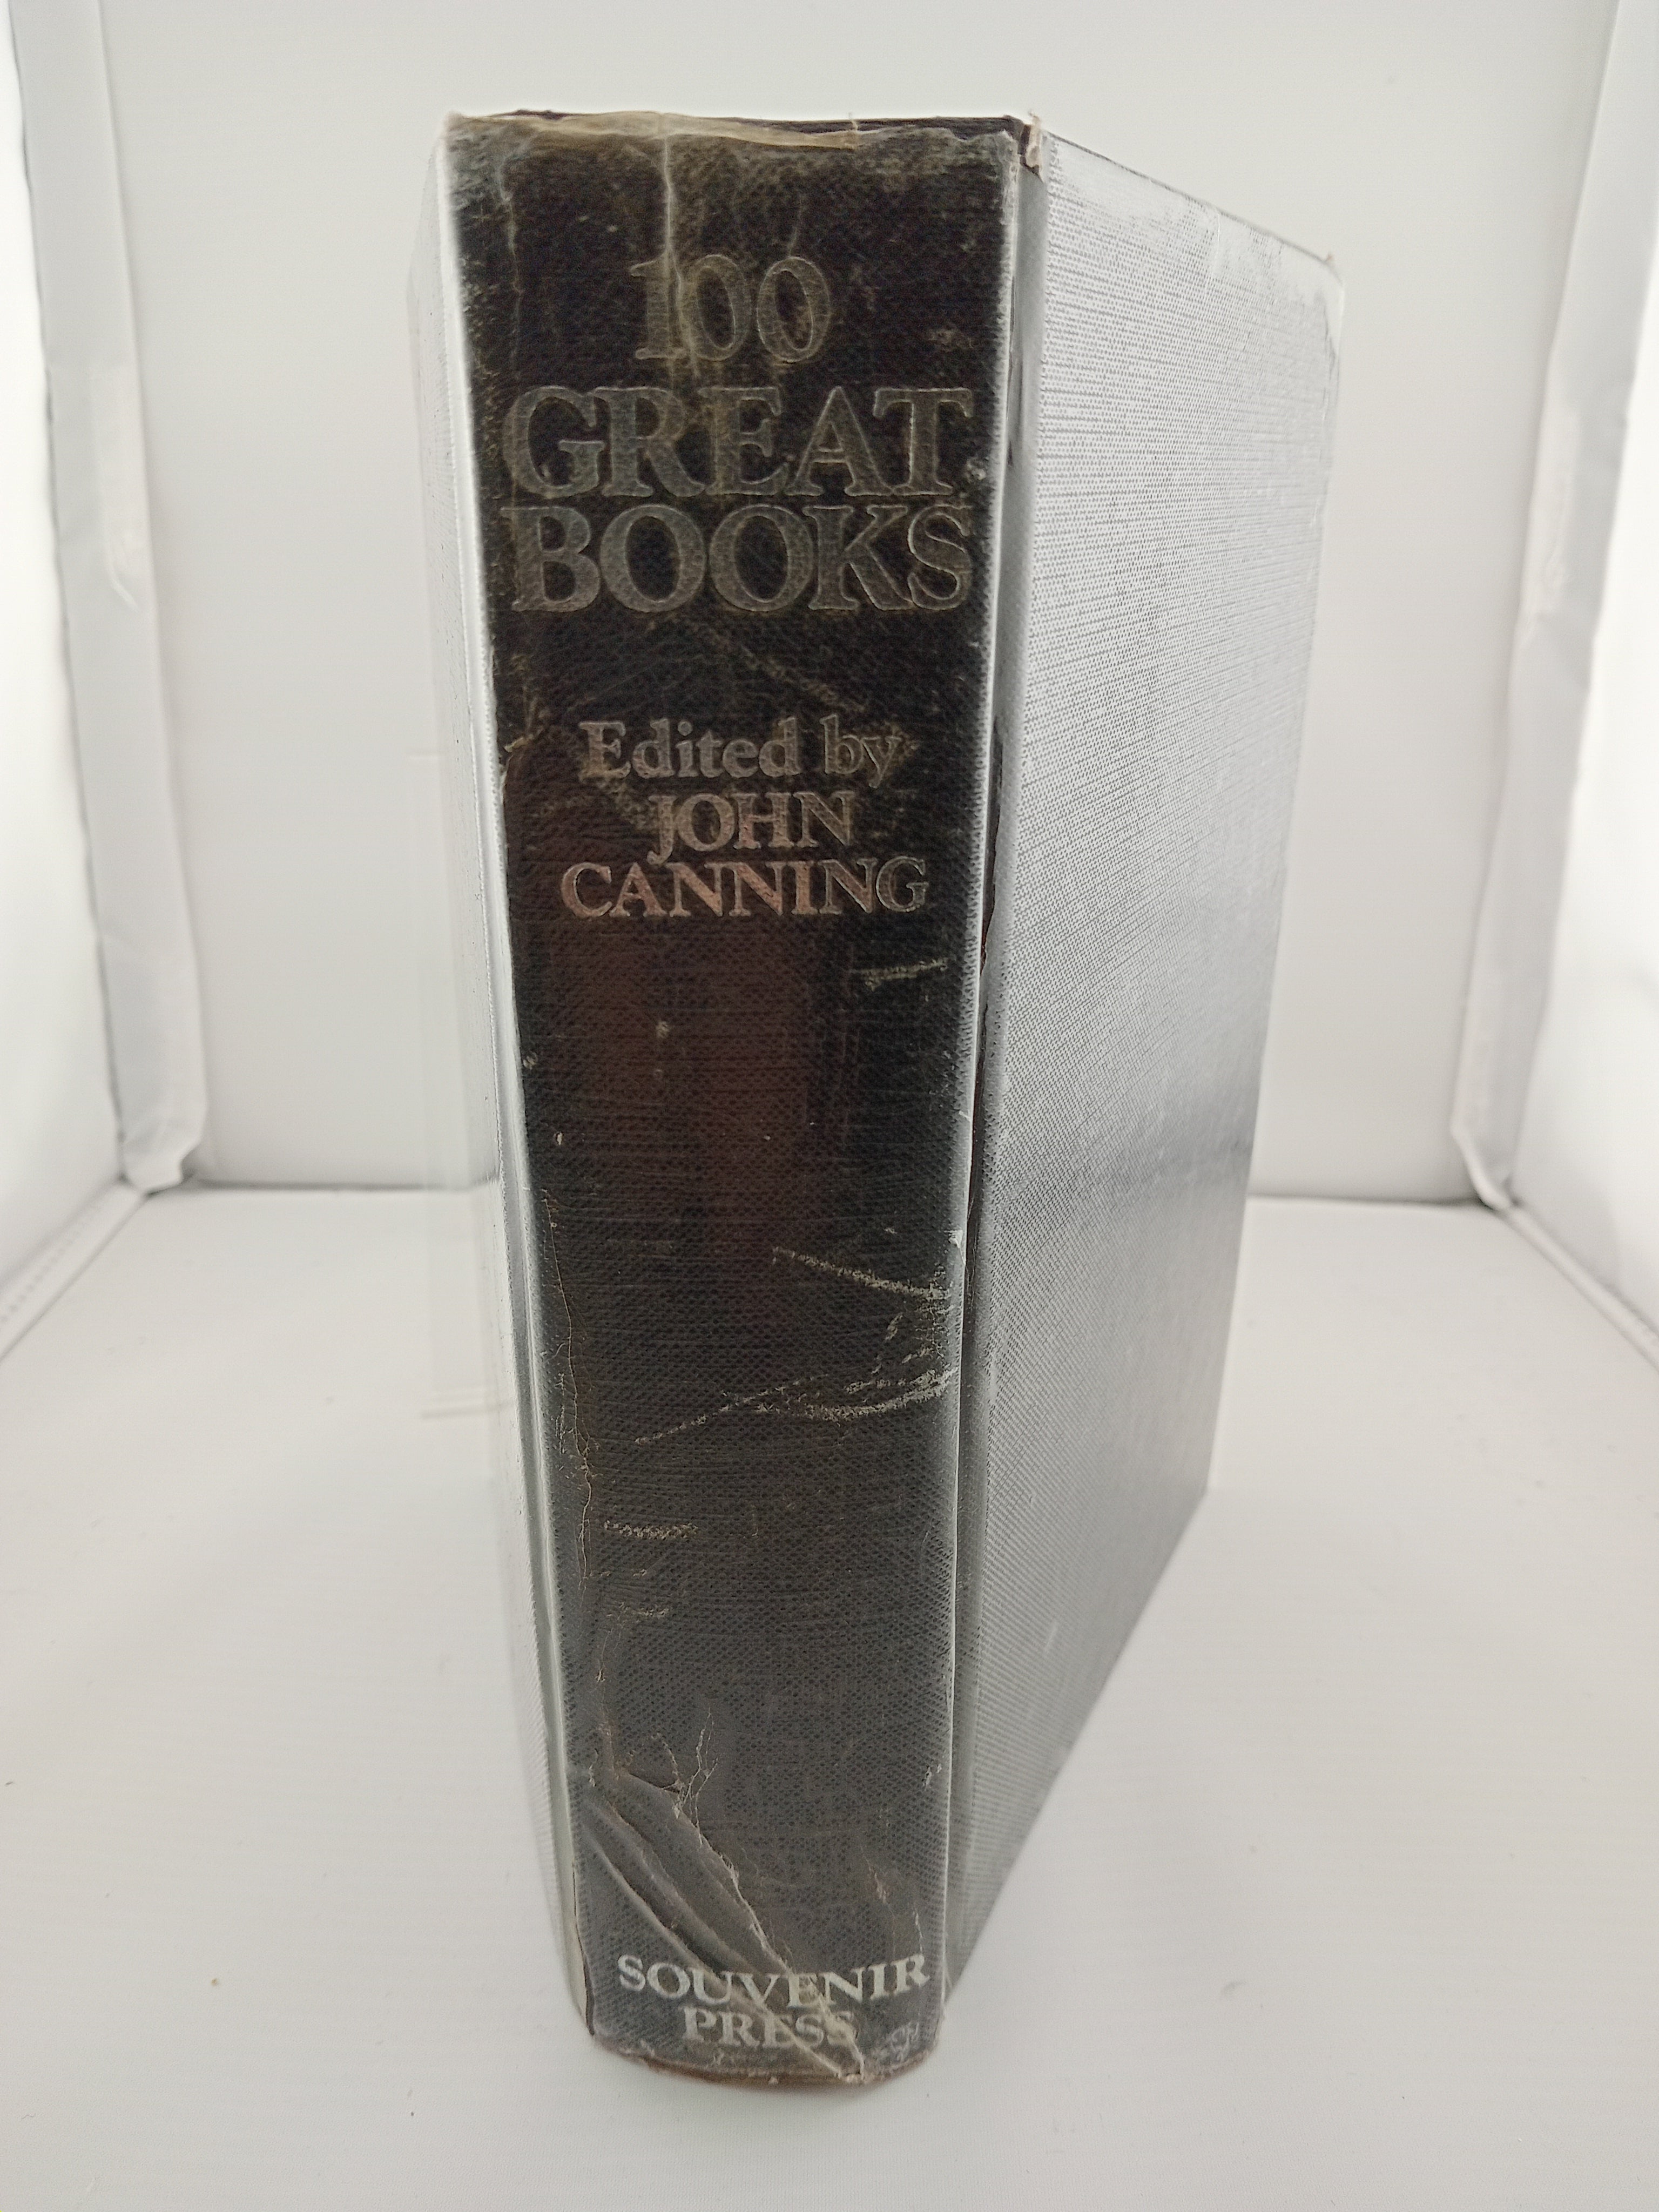 100
GREAT
BOOKS
Edited by
JOHN
CANNING
SOUVENIR
PRESS